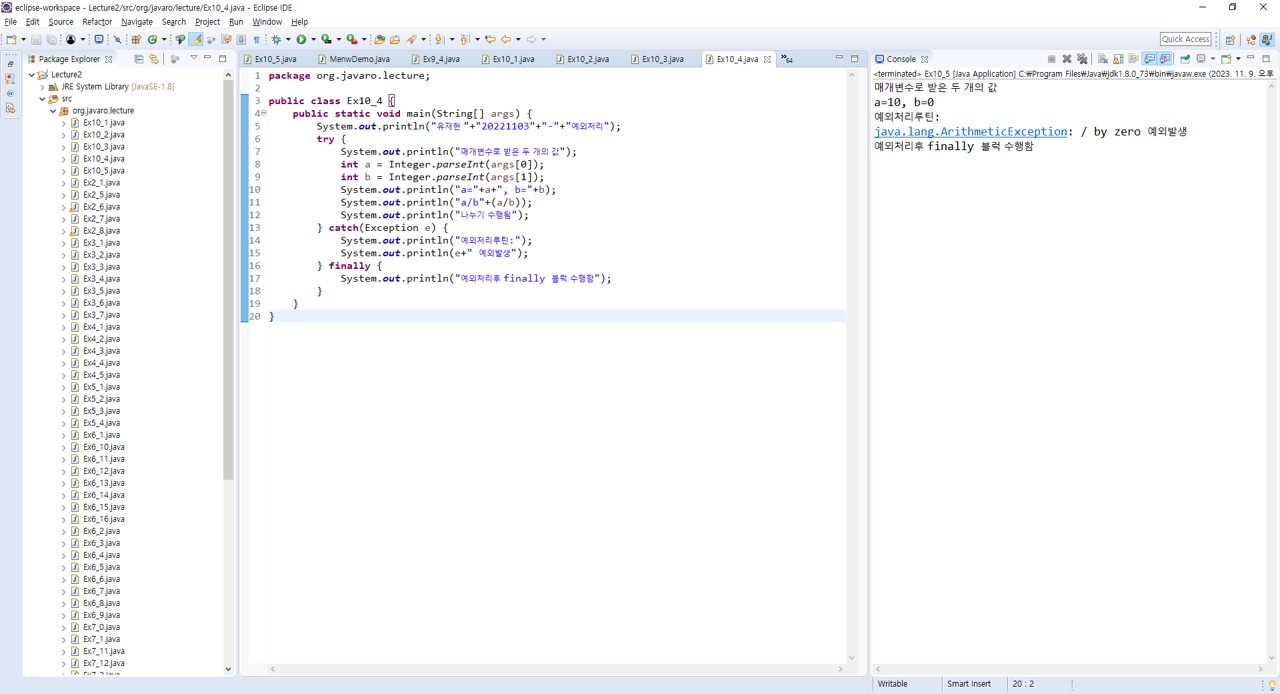 eclipse-workspace - Lecture2/src/org/javaro/lecture/Ex10_4.java - Eclipse IDE
File Edit Source Refactor Navigate Search Project Run Window Help
Quick Access
Package Explorer
Lecture2
JRE System Library [JavaSE-1.8]
src
org.javaro.lecture
Ex10_1.java
Ex10_2.java
Ex10_3.java
Ex10_4.java
Ex10_5.java
Ex2_1.java
Ex2_5.java
Ex2_6.java
Ex2_7.java
Ex2_8.java
Ex3_1.java
Ex3_2.java
Ex3_3.java
Ex3_4.java
Ex3_5.java
Ex3_6.java
Ex3_7.java
Ex4_1.java
Ex4_2.java
Ex4_3.java
Ex4_4.java
Ex4_5.java
Ex5_1.java
Ex5_2.java
Ex5_3.java
Ex5_4.java
Ex6_1.java
Ex6_10.java
Ex6_11.java
Ex6_12.java
Ex6_13.java
Ex6_14.java
Ex6_15.java
Ex6_16.java
Ex6_2.java
Ex6_3.java
Ex6_4.java
Ex6_5.java
Ex6_6.java
Ex6_7.java
Ex6_8.java
Ex6_9.java
Ex7_0.java
Ex7_1.java
Ex7_11.java
Ex7_12.java
Ex10_5.java MenwDemo.java Ex9_4.java Ex10_1.java Ex10_2.java Ex10_3.java Ex10_4.java »64
1 package org.javaro.lecture;
2
3 public class Ex10_4 {
4 public static void main(String[] args) {
5 System.out.println("유재현 "+"20221103"+"-"+"예외처리");
6 try {
7 System.out.println("매개변수로 받은 두 개의 값");
8 int a = Integer.parseInt(args[0]);
9 int b = Integer.parseInt(args[1]);
10 System.out.println("a="+a+", b="+b);
11 System.out.println("a/b"+(a/b));
12 System.out.println("나누기 수행됨");
13 } catch(Exception e) {
14 System.out.println("예외처리루틴:");
15 System.out.println(e+" 예외발생");
16 } finally {
17 System.out.println("예외처리후 finally 블럭 수행함");
18 }
19 }
20 }
Console
<terminated> Ex10_5 [Java Application] C:₩Program Files₩Java₩jdk1.8.0_73₩bin₩javaw.exe (2023. 11. 9. 오후
매개변수로 받은 두 개의 값
a=10, b=0
예외처리루틴:
java.lang.ArithmeticException: / by zero 예외발생
예외처리후 finally 블럭 수행함
Writable Smart Insert 20 : 2